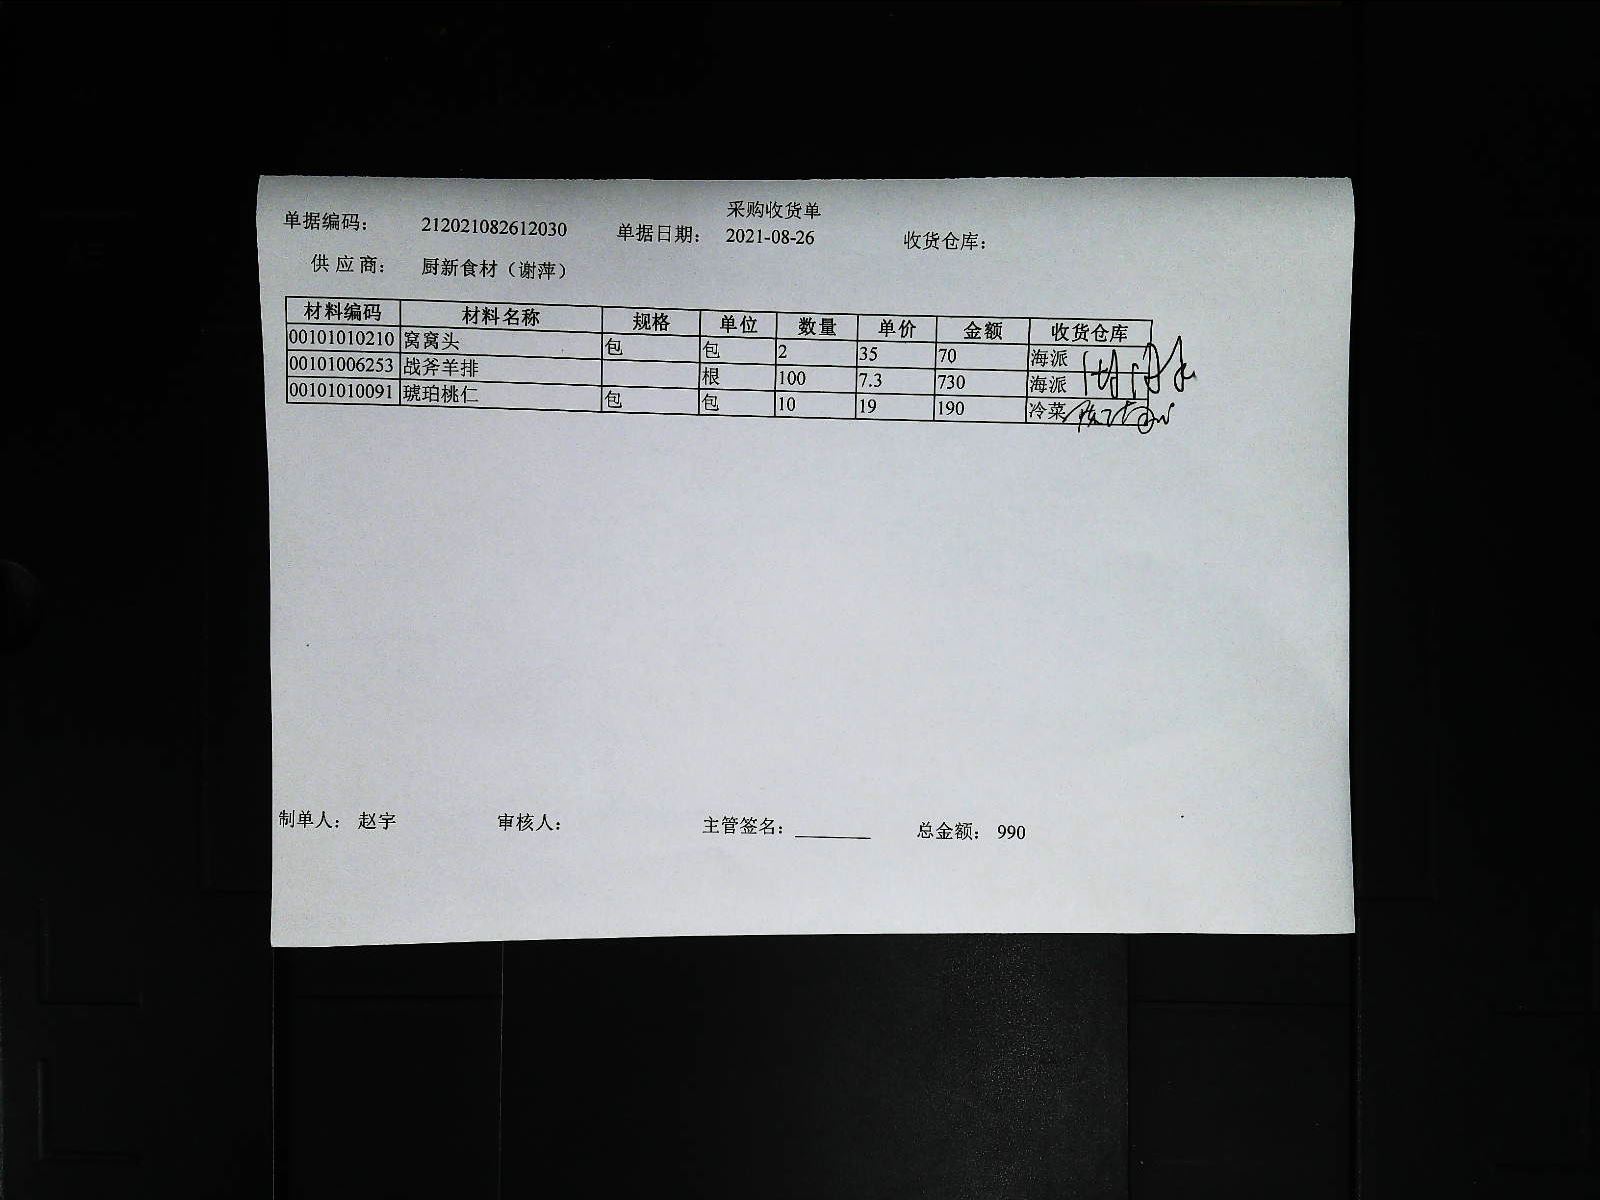 采购收货单
单据编码： 212021082612030 单据日期： 2021-08-26 收货仓库：
供应商： 厨新食材（谢萍）
材料编码 材料名称 规格 单位 数量 单价 金额 收货仓库
00101010210 窝窝头 包 包 2 35 70 海派
00101006253 战斧羊排 根 100 7.3 730 海派
00101010091 琥珀桃仁 包 包 10 19 190 冷菜
制单人： 赵宇 审核人： 主管签名： 总金额： 990